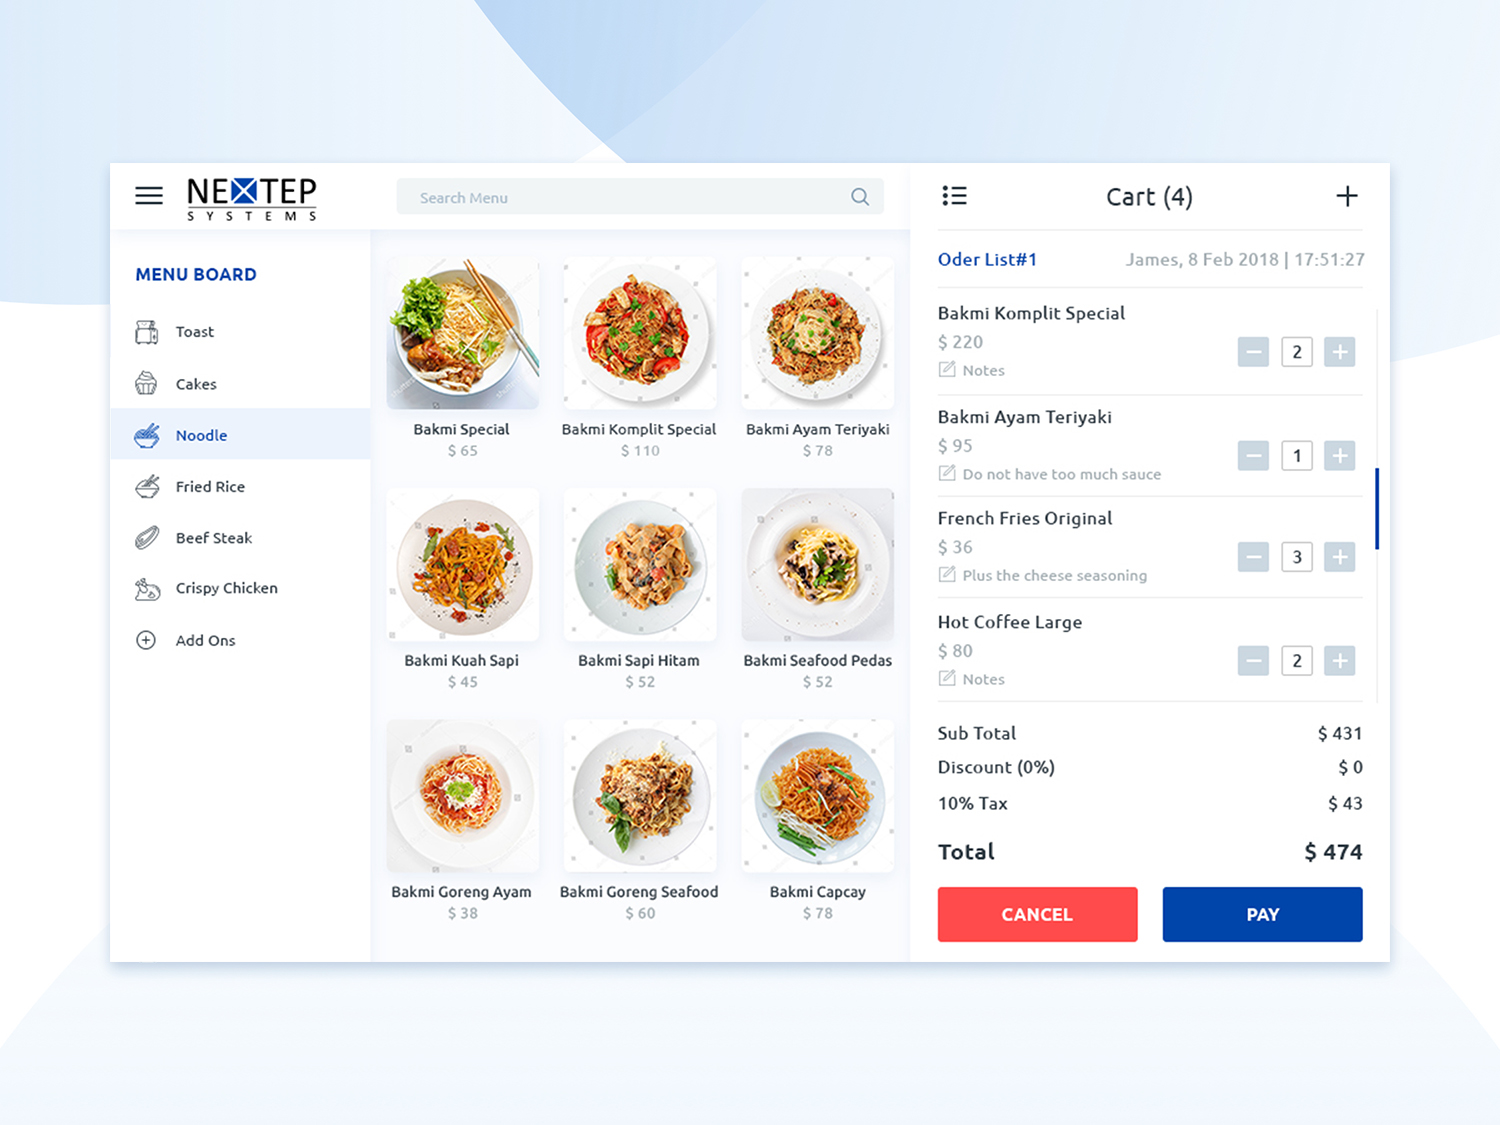 NEXTEP
SYSTEMS
Search Menu
Cart (4)
MENU BOARD
Toast
Cakes
Noodle
Fried Rice
Beef Steak
Crispy Chicken
Add Ons
Bakmi Special
$ 65
Bakmi Komplit Special
$ 110
Bakmi Ayam Teriyaki
$ 78
Bakmi Kuah Sapi
$ 45
Bakmi Sapi Hitam
$ 52
Bakmi Seafood Pedas
$ 52
Bakmi Goreng Ayam
$ 38
Bakmi Goreng Seafood
$ 60
Bakmi Capcay
$ 78
Oder List#1
James, 8 Feb 2018 | 17:51:27
Bakmi Komplit Special
$ 220
2
Notes
Bakmi Ayam Teriyaki
$ 95
1
Do not have too much sauce
French Fries Original
$ 36
3
Plus the cheese seasoning
Hot Coffee Large
$ 80
2
Notes
Sub Total $ 431
Discount (0%) $ 0
10% Tax $ 43
Total $ 474
CANCEL
PAY